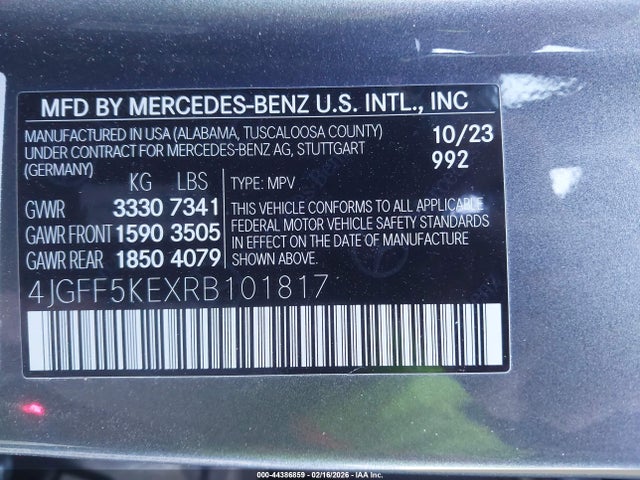 MFD BY MERCEDES-BENZ U.S. INTL., INC
MANUFACTURED IN USA (ALABAMA, TUSCALOOSA COUNTY) 10/23
UNDER CONTRACT FOR MERCEDES-BENZ AG, STUTTGART 992
(GERMANY)
KG LBS TYPE: MPV
GVWR 3330 7341 THIS VEHICLE CONFORMS TO ALL APPLICABLE
GAWR FRONT 1590 3505 FEDERAL MOTOR VEHICLE SAFETY STANDARDS
GAWR REAR 1850 4079 IN EFFECT ON THE DATE OF MANUFACTURE
4JGFF5KEXRB101817
000-44386859 - 02/16/2026 - IAA Inc.